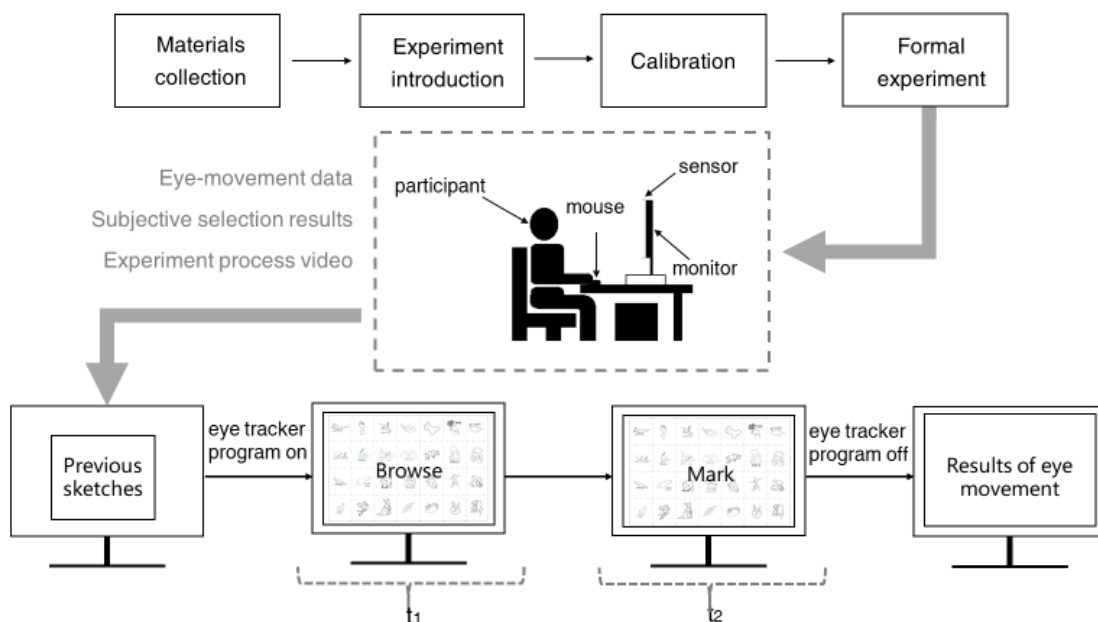 Materials
collection
Experiment
introduction
Calibration
Formal
experiment
Eye-movement data
Subjective selection results
Experiment process video
participant
mouse
sensor
monitor
Previous
sketches
eye tracker
program on
Browse
Mark
eye tracker
program off
Results of eye
movement
t1
t2